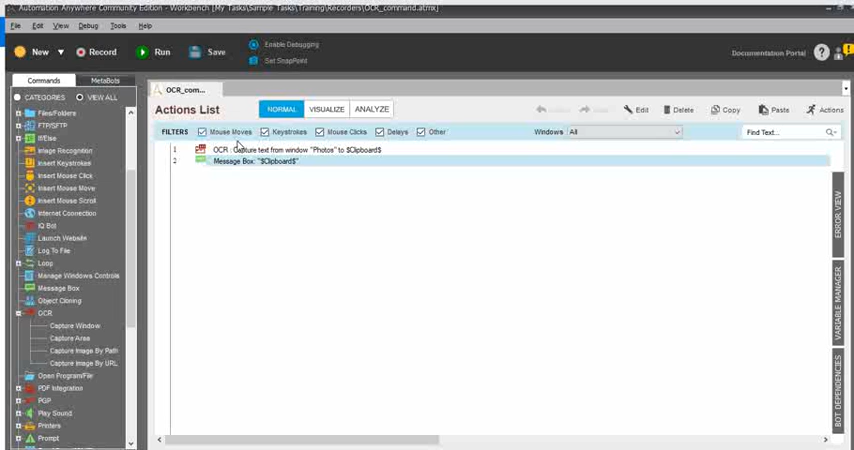 Automation Anywhere Community Edition - Workbench [My Tasks\Sample Tasks\Training\Recorders\OCR_command.atmx]
File Edit View Debug Tools Help
New Record Run Save
Enable Debugging
Set SnapPoint
Documentation Portal
Commands MetaBots
CATEGORIES VIEW ALL
Files/Folders
FTP/SFTP
If/Else
Image Recognition
Insert Keystrokes
Insert Mouse Click
Insert Mouse Move
Insert Mouse Scroll
Internet Connection
IQ Bot
Launch Website
Log To File
Loop
Manage Windows Controls
Message Box
Object Cloning
OCR
Capture Window
Capture Area
Capture Image By Path
Capture Image By URL
Open Program/File
PDF Integration
PGP
Play Sound
Printers
Prompt
OCR_com...
Actions List
NORMAL VISUALIZE ANALYZE
Edit Delete Copy Paste Actions
FILTERS Mouse Moves Keystrokes Mouse Clicks Delays Other Windows All Find Text...
1 OCR : Capture text from window "Photos" to $Clipboard$
2 Message Box: "$Clipboard$"
ERROR VIEW
VARIABLE MANAGER
BOT DEPENDENCIES